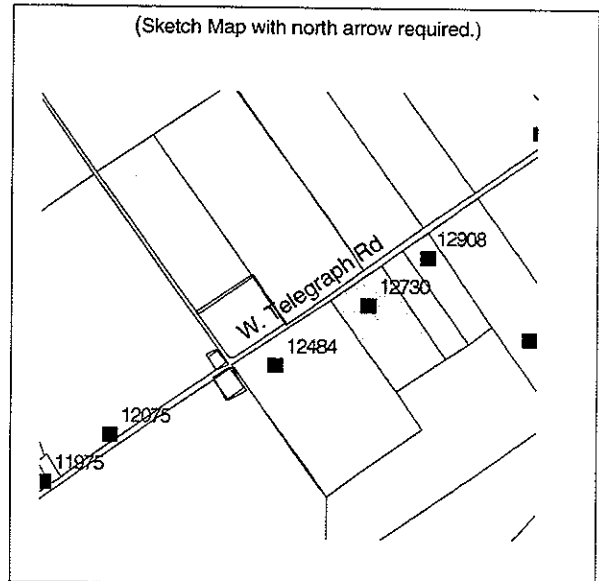 (Sketch Map with north arrow required.)
12908
W. Telegraph Rd
12730
12484
12075
11975